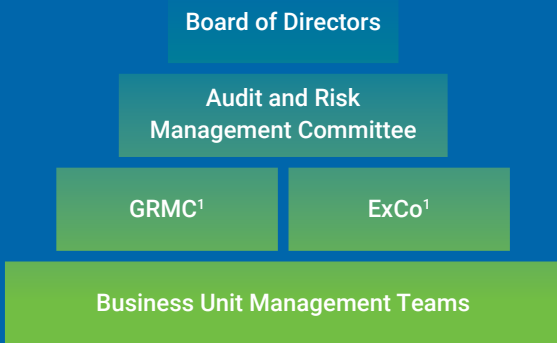 Board of Directors
Audit and Risk
Management Committee
GRMC¹
ExCo¹
Business Unit Management Teams